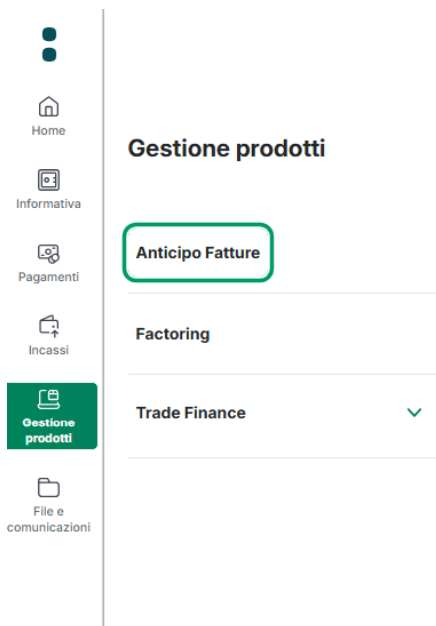 Home
Informativa
Pagamenti
Incassi
Gestione
prodotti
File e
comunicazioni
Gestione prodotti
Anticipo Fatture
Factoring
Trade Finance